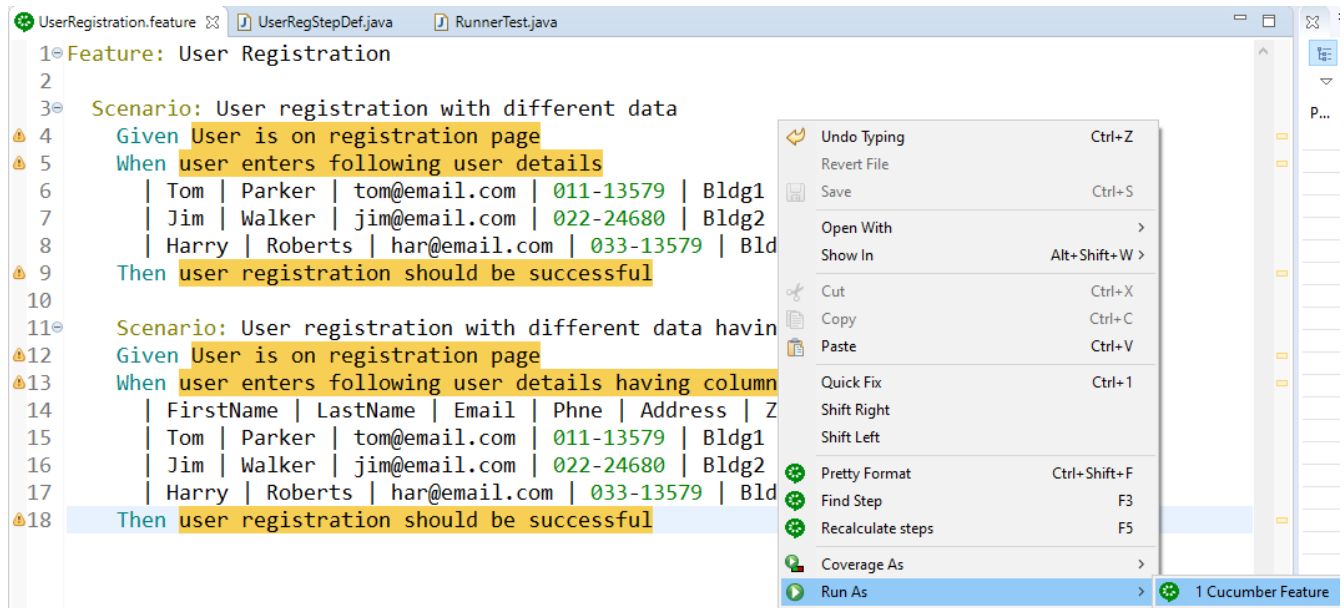 UserRegistration.feature UserRegStepDef.java RunnerTest.java
1 Feature: User Registration
2
3 Scenario: User registration with different data
P...
4 Given User is on registration page
5 When user enters following user details
6 | Tom | Parker | tom@email.com | 011-13579 | Bldg1
7 | Jim | Walker | jim@email.com | 022-24680 | Bldg2
8 | Harry | Roberts | har@email.com | 033-13579 | Bld
9 Then user registration should be successful
10
11 Scenario: User registration with different data havin
12 Given User is on registration page
13 When user enters following user details having column
14 | FirstName | LastName | Email | Phne | Address | Z
15 | Tom | Parker | tom@email.com | 011-13579 | Bldg1
16 | Jim | Walker | jim@email.com | 022-24680 | Bldg2
17 | Harry | Roberts | har@email.com | 033-13579 | Bld
18 Then user registration should be successful
Undo Typing Ctrl+Z
Revert File
Save Ctrl+S
Open With >
Show In Alt+Shift+W >
Cut Ctrl+X
Copy Ctrl+C
Paste Ctrl+V
Quick Fix Ctrl+1
Shift Right
Shift Left
Pretty Format Ctrl+Shift+F
Find Step F3
Recalculate steps F5
Coverage As >
Run As >
1 Cucumber Feature